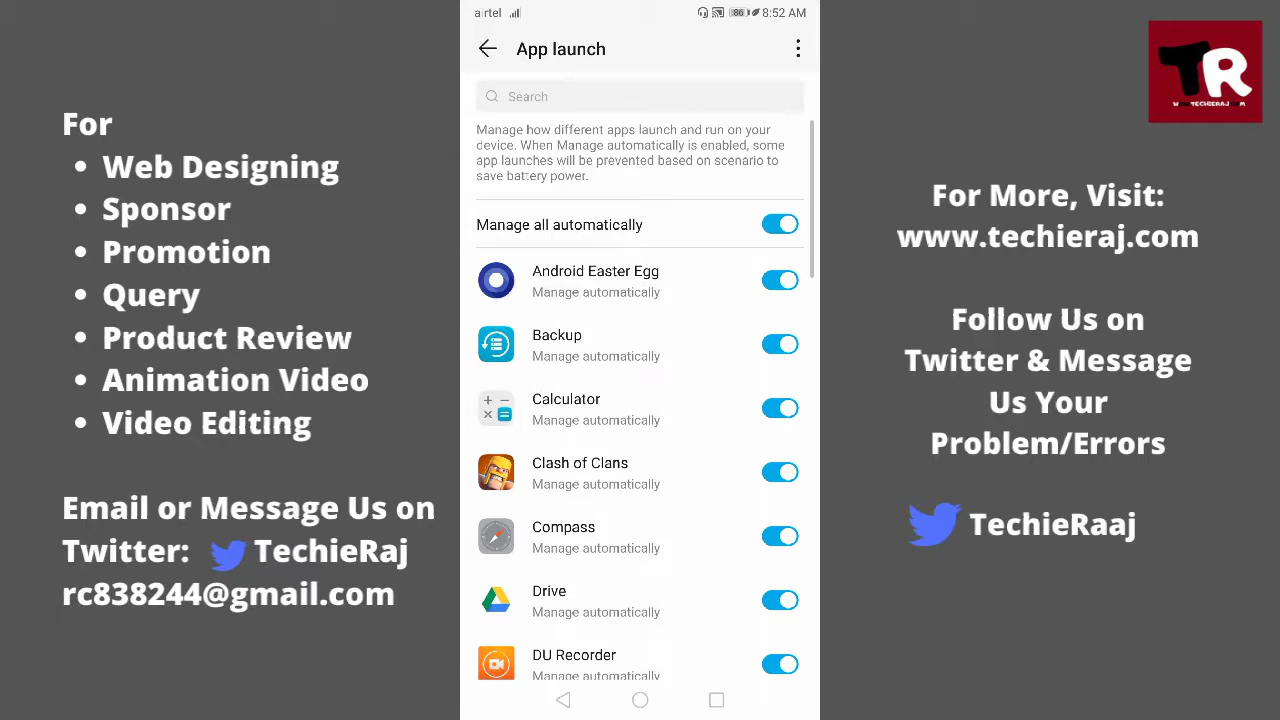 For
• Web Designing
• Sponsor
• Promotion
• Query
• Product Review
• Animation Video
• Video Editing
Email or Message Us on
Twitter: TechieRaj
rc838244@gmail.com
airtel
86
8:52 AM
App launch
Search
Manage how different apps launch and run on your
device. When Manage automatically is enabled, some
app launches will be prevented based on scenario to
save battery power.
Manage all automatically
Android Easter Egg
Manage automatically
Backup
Manage automatically
Calculator
Manage automatically
Clash of Clans
Manage automatically
Compass
Manage automatically
Drive
Manage automatically
DU Recorder
Manage automatically
TR
WWW.TECHIERAJ.COM
For More, Visit:
www.techieraj.com
Follow Us on
Twitter & Message
Us Your
Problem/Errors
TechieRaaj